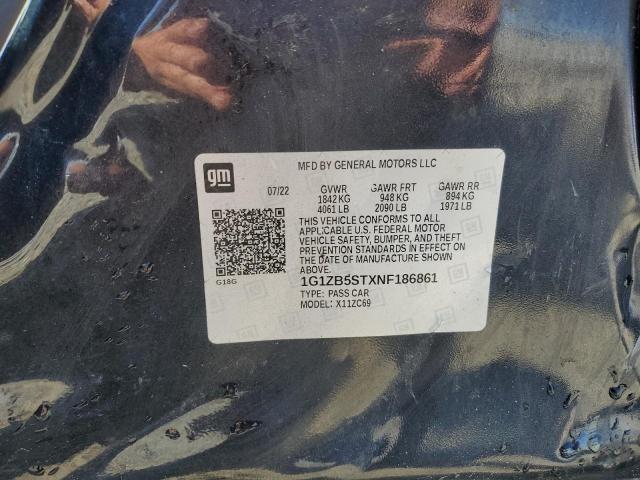 gm
MFD BY GENERAL MOTORS LLC
07/22 GVWR GAWR FRT GAWR RR
1842 KG 948 KG 894 KG
4061 LB 2090 LB 1971 LB
THIS VEHICLE CONFORMS TO ALL
APPLICABLE U.S. FEDERAL MOTOR
VEHICLE SAFETY, BUMPER, AND THEFT
PREVENTION STANDARDS IN EFFECT ON
THE DATE OF MANUFACTURE SHOWN
ABOVE.
G18G 1G1ZB5STXNF186861
TYPE: PASS CAR
MODEL: X11ZC69